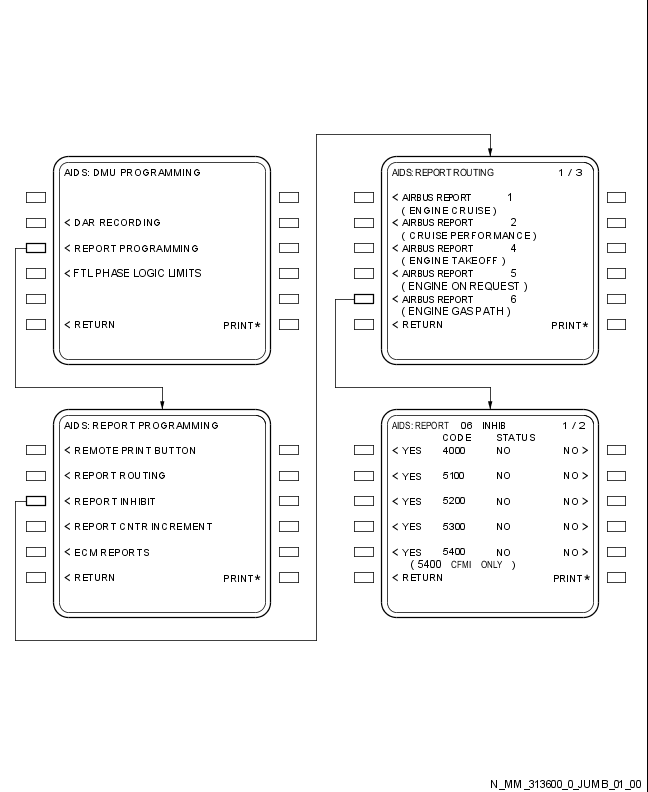 AIDS: DMU PROGRAMMING
< DAR RECORDING
< REPORT PROGRAMMING
< FTL PHASE LOGIC LIMITS
< RETURN PRINT*
AIDS: REPORT PROGRAMMING
< REMOTE PRINT BUTTON
< REPORT ROUTING
< REPORT INHIBIT
< REPORT CNTR INCREMENT
< ECM REPORTS
< RETURN PRINT*
AIDS: REPORT ROUTING 1 / 3
< AIRBUS REPORT 1
( ENGINE CRUISE )
< AIRBUS REPORT 2
( CRUISE PERFORMANCE )
< AIRBUS REPORT 4
( ENGINE TAKEOFF )
< AIRBUS REPORT 5
( ENGINE ON REQUEST )
< AIRBUS REPORT 6
( ENGINE GAS PATH )
< RETURN PRINT*
AIDS: REPORT 06 INHIB 1 / 2
CODE STATUS
< YES 4000 NO NO >
< YES 5100 NO NO >
< YES 5200 NO NO >
< YES 5300 NO NO >
< YES 5400 NO NO >
( 5400 CFMI ONLY )
< RETURN PRINT*
N_MM_313600_0_JUMB_01_00